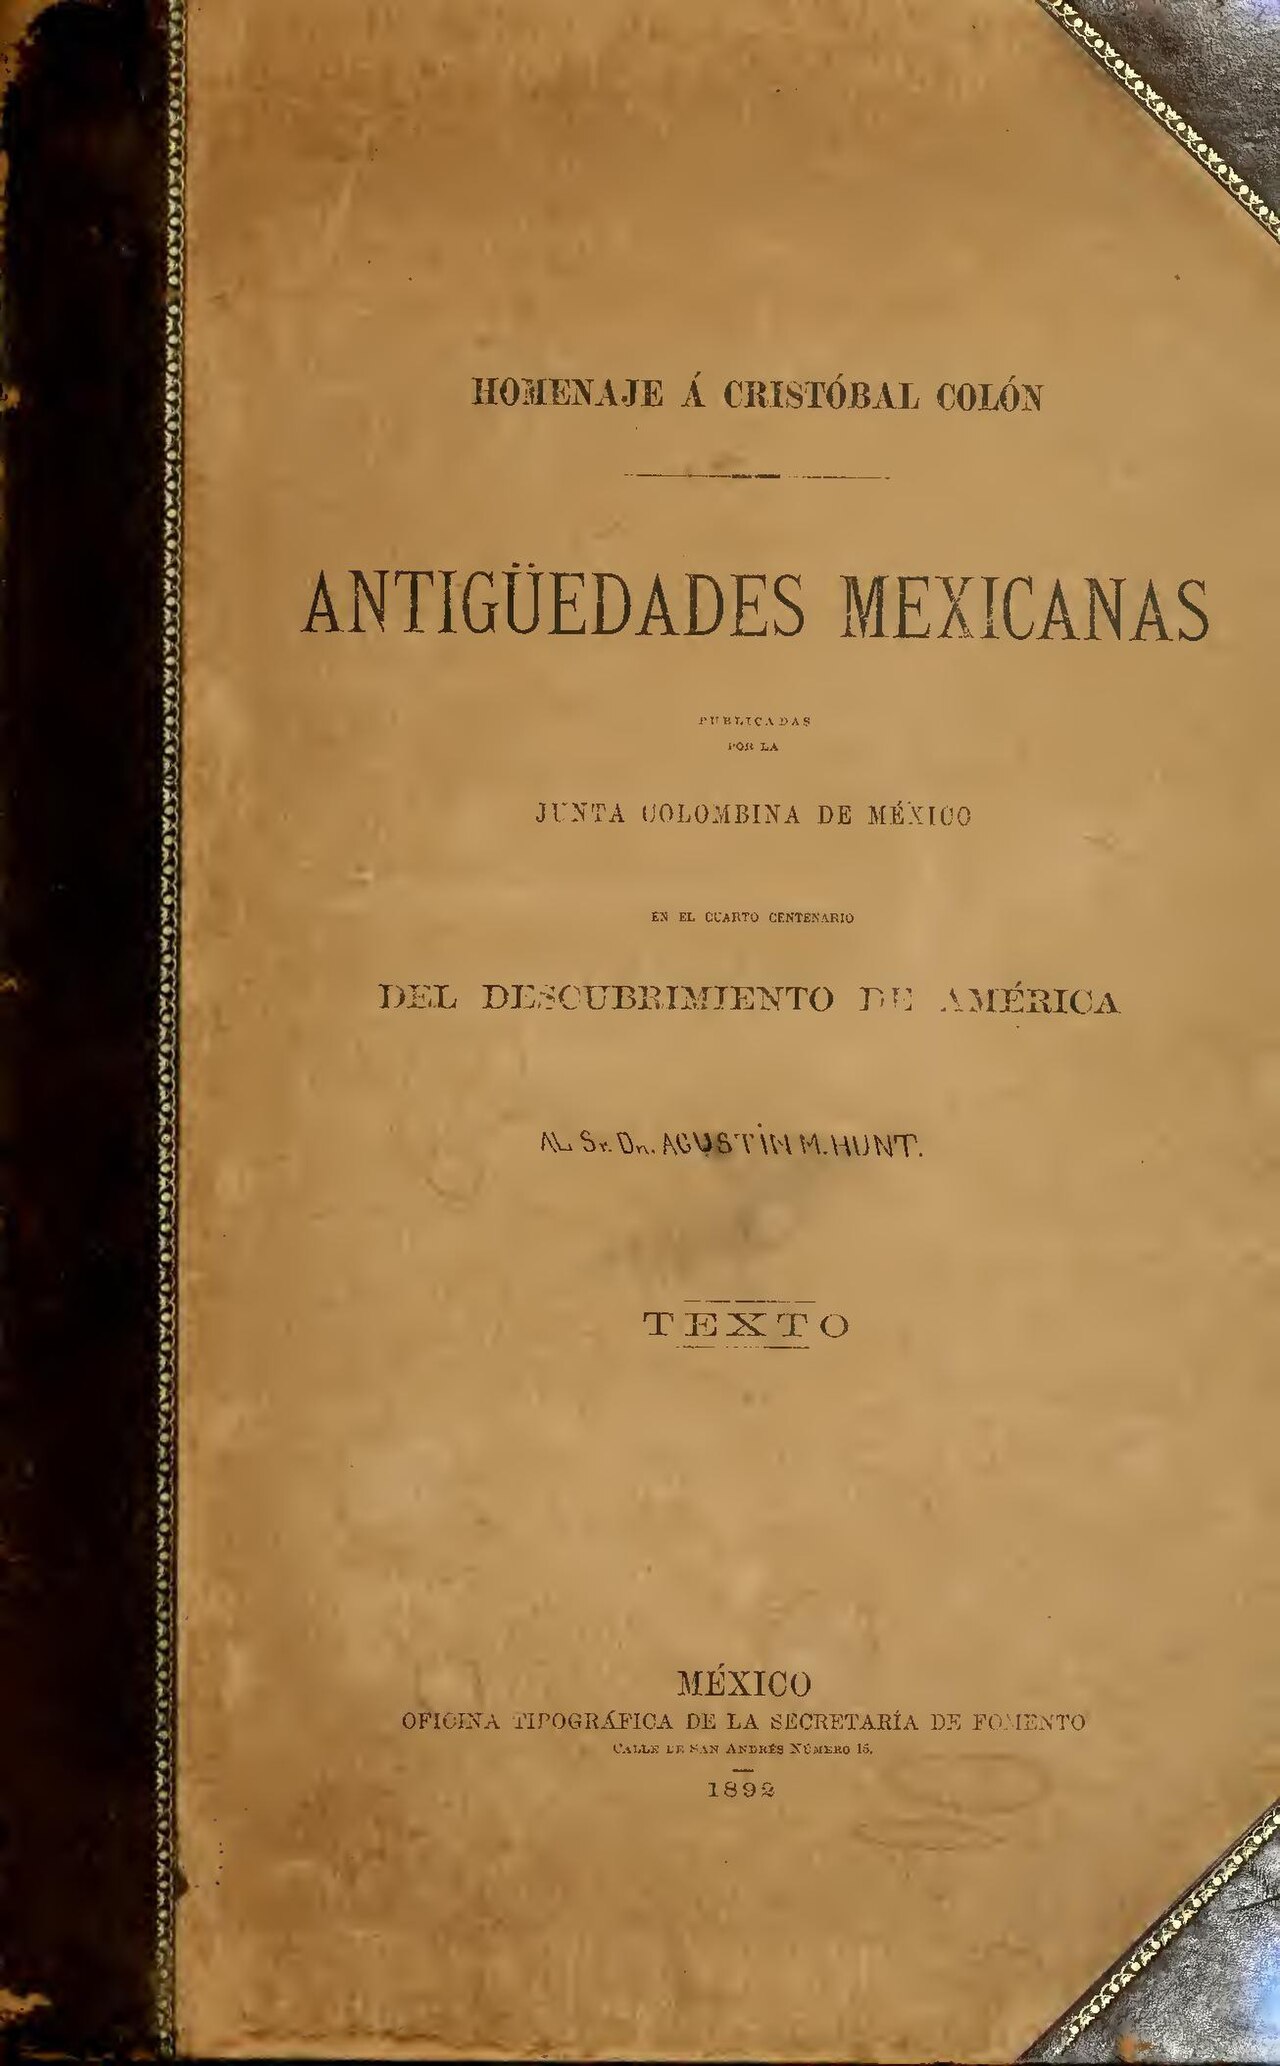 HOMENAJE Á CRISTÓBAL COLÓN
ANTIGÜEDADES MEXICANAS
PUBLICADAS
POR LA
JUNTA COLOMBINA DE MÉXICO
EN EL CUARTO CENTENARIO
DEL DESCUBRIMIENTO DE AMÉRICA
AL Sr. Dn. AGUSTIN M. HUNT.
TEXTO
MÉXICO
OFICINA TIPOGRÁFICA DE LA SECRETARÍA DE FOMENTO
CALLE DE SAN ANDRÉS NÚMERO 15.
1892